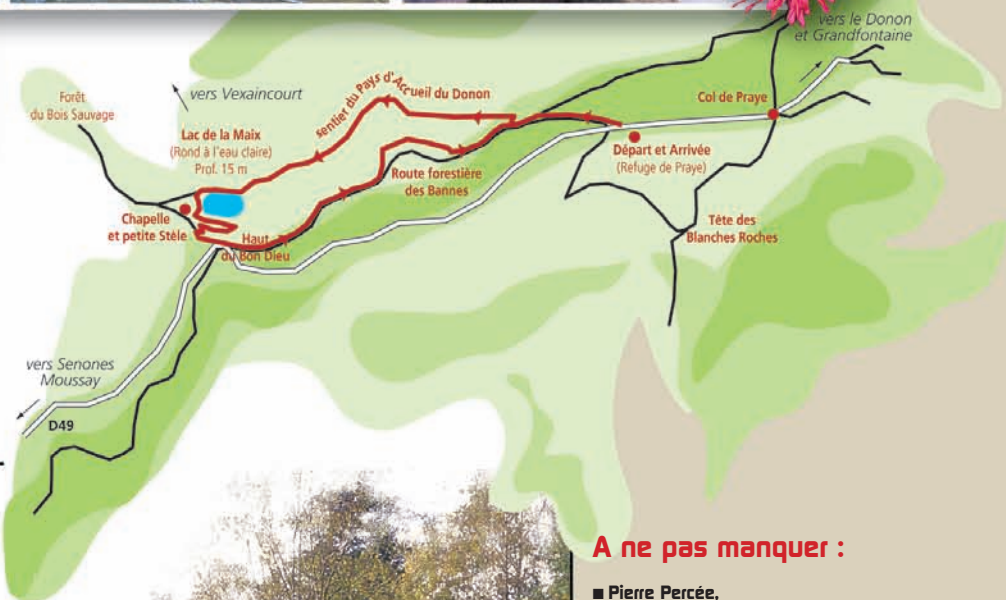 vers le Donon
et Grandfontaine
vers Vexaincourt
Forêt
du Bois Sauvage
sentier du Pays d'Accueil du Donon
Col de Praye
Lac de la Maix
(Rond à l'eau claire)
Prof. 15 m
Départ et Arrivée
(Refuge de Praye)
Route forestière
des Bannes
Chapelle
et petite Stèle
Haut
du Bon Dieu
Tête des
Blanches Roches
vers Senones
Moussay
D49
A ne pas manquer :
■ Pierre Percée,